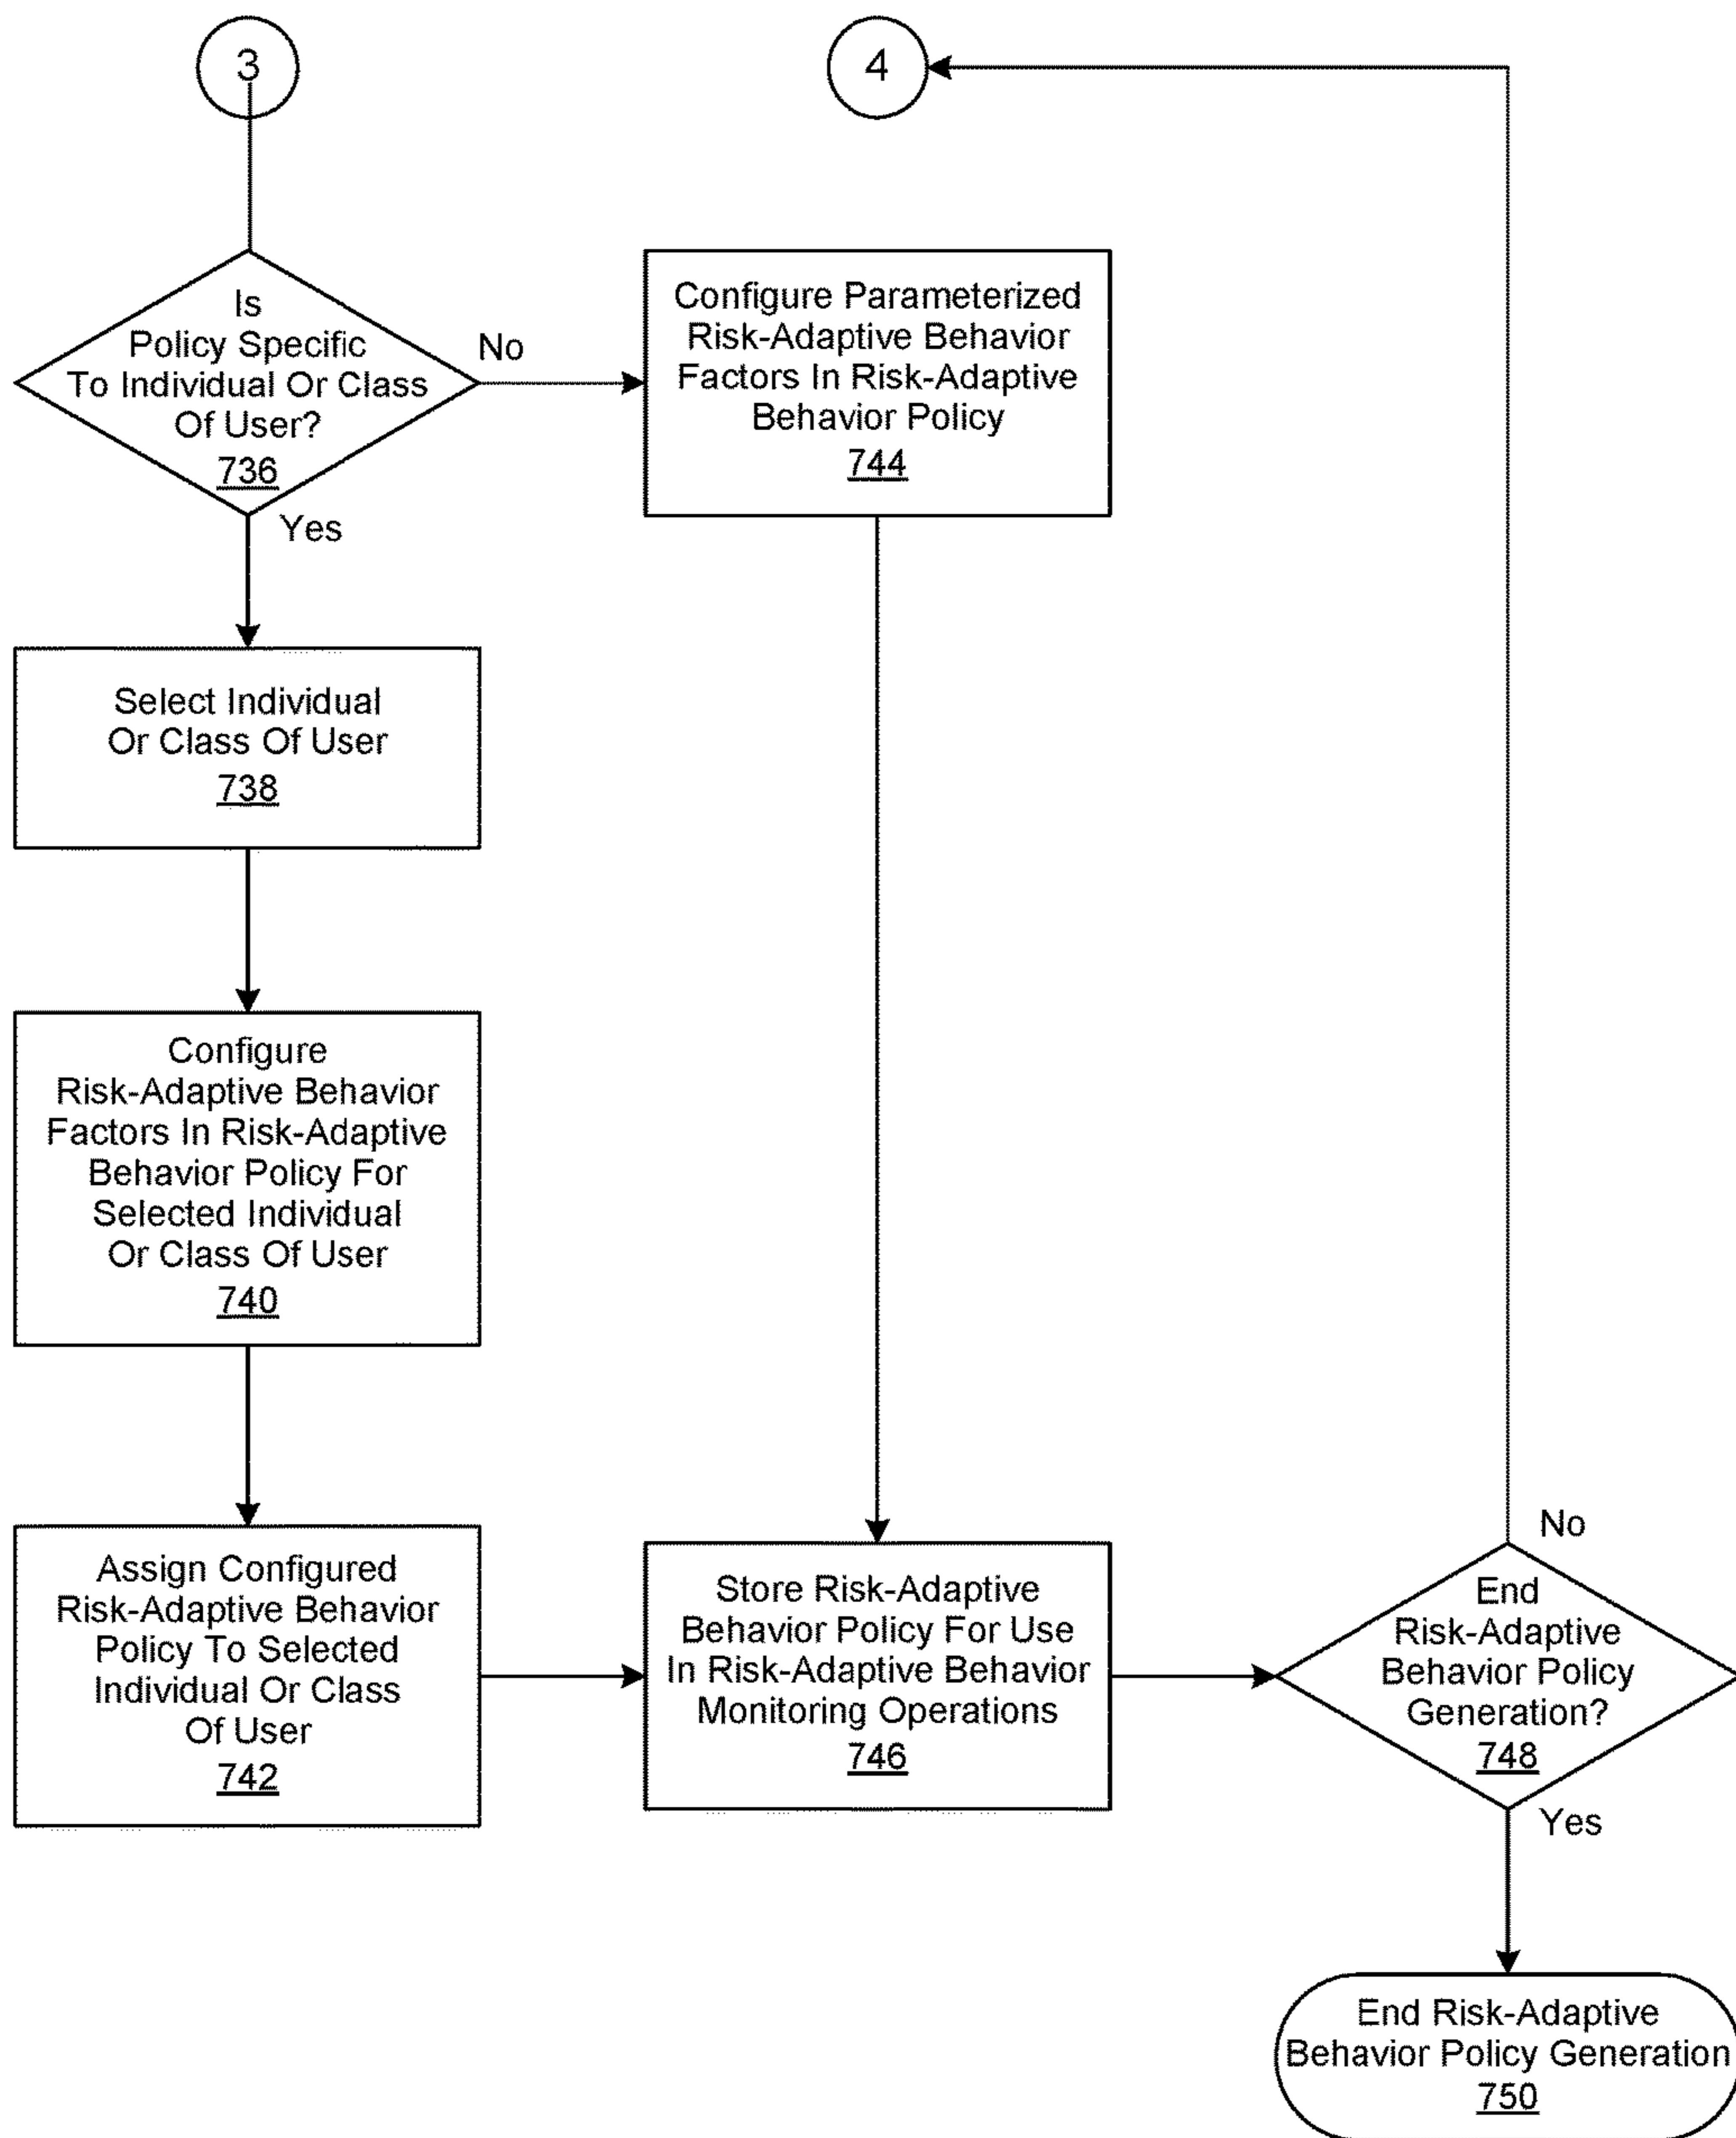 3
4
Is
Policy Specific
To Individual Or Class
Of User?
736
No
Yes
Configure Parameterized
Risk-Adaptive Behavior
Factors In Risk-Adaptive
Behavior Policy
744
Select Individual
Or Class Of User
738
Configure
Risk-Adaptive Behavior
Factors In Risk-Adaptive
Behavior Policy For
Selected Individual
Or Class Of User
740
Assign Configured
Risk-Adaptive Behavior
Policy To Selected
Individual Or Class
Of User
742
Store Risk-Adaptive
Behavior Policy For Use
In Risk-Adaptive Behavior
Monitoring Operations
746
No
End
Risk-Adaptive
Behavior Policy
Generation?
748
Yes
End Risk-Adaptive
Behavior Policy Generation
750